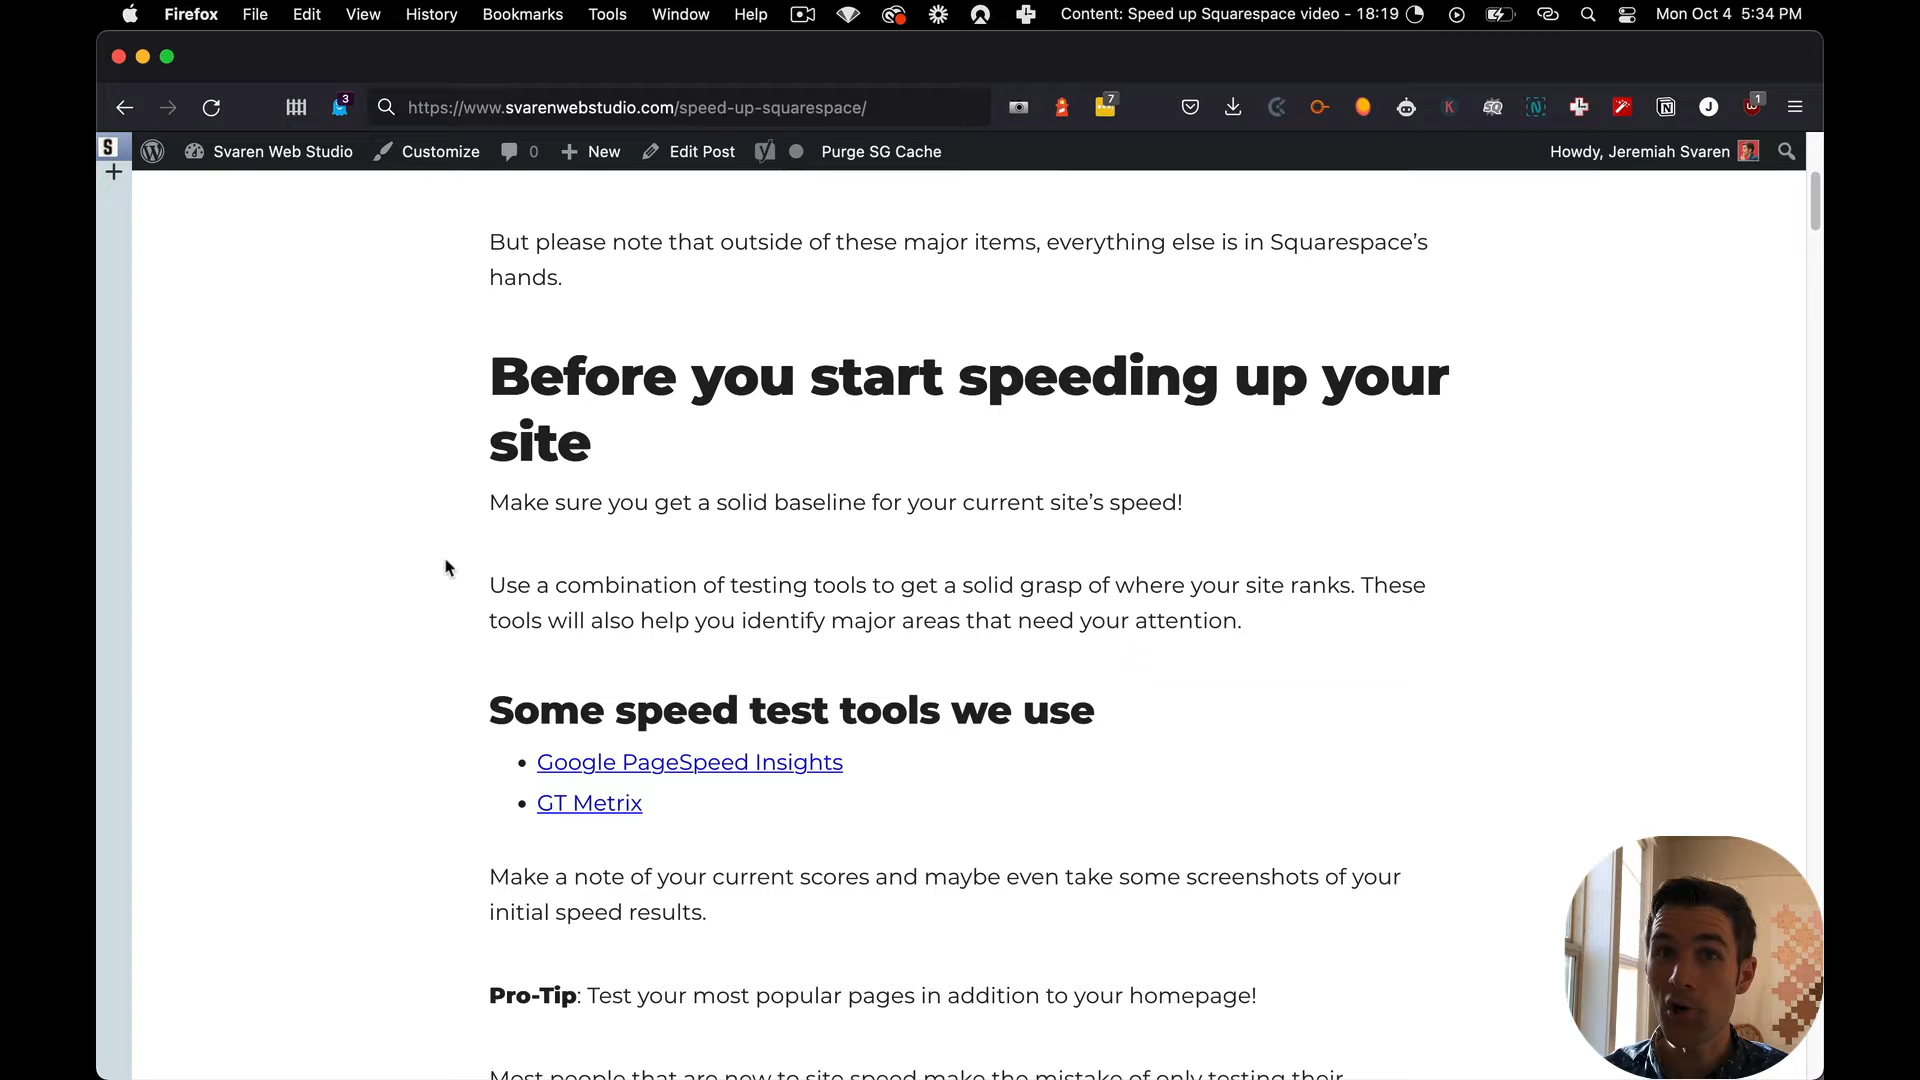 Firefox File Edit View History Bookmarks Tools Window Help Content: Speed up Squarespace video - 18:19 Mon Oct 4 5:34 PM
3 https://www.svarenwebstudio.com/speed-up-squarespace/ 7 K SQ N N J 1
S Svaren Web Studio Customize 0 New Edit Post Purge SG Cache Howdy, Jeremiah Svaren
But please note that outside of these major items, everything else is in Squarespace’s
hands.
Before you start speeding up your
site
Make sure you get a solid baseline for your current site’s speed!
Use a combination of testing tools to get a solid grasp of where your site ranks. These
tools will also help you identify major areas that need your attention.
Some speed test tools we use
• Google PageSpeed Insights
• GT Metrix
Make a note of your current scores and maybe even take some screenshots of your
initial speed results.
Pro-Tip: Test your most popular pages in addition to your homepage!
Most people that are new to site speed make the mistake of only testing their